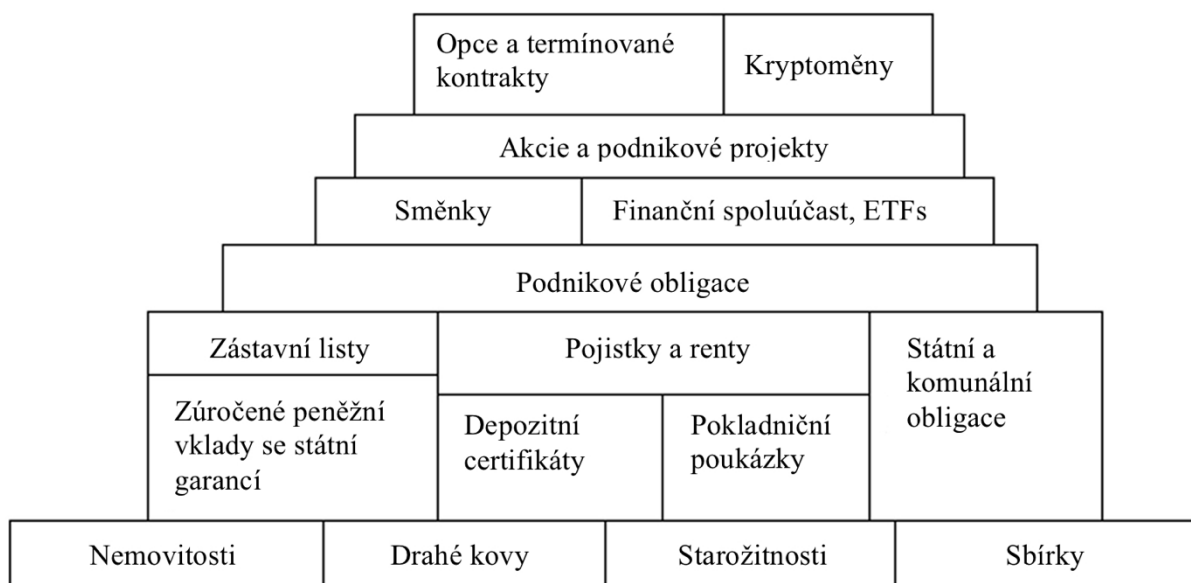 Opce a termínované
kontrakty
Kryptoměny
Akcie a podnikové projekty
Směnky
Finanční spoluúčast, ETFs
Podnikové obligace
Zástavní listy
Pojistky a renty
Státní a
komunální
obligace
Zúročené peněžní
vklady se státní
garancí
Depozitní
certifikáty
Pokladniční
poukázky
Nemovitosti
Drahé kovy
Starožitnosti
Sbírky